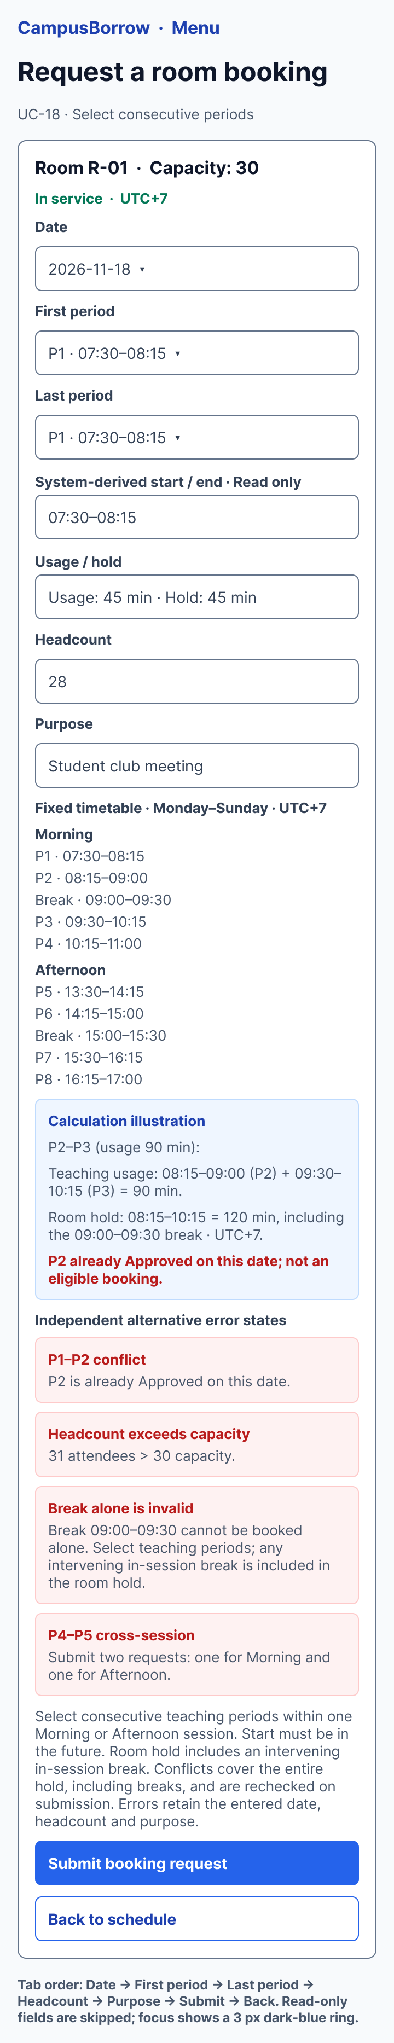 CampusBorrow · Menu
Request a room booking
UC-18 · Select consecutive periods
Room R-01 · Capacity: 30
In service · UTC+7
Date
2026-11-18
First period
P1 · 07:30–08:15
Last period
P1 · 07:30–08:15
System-derived start / end · Read only
07:30–08:15
Usage / hold
Usage: 45 min · Hold: 45 min
Headcount
28
Purpose
Student club meeting
Fixed timetable · Monday–Sunday · UTC+7
Morning
P1 · 07:30–08:15
P2 · 08:15–09:00
Break · 09:00–09:30
P3 · 09:30–10:15
P4 · 10:15–11:00
Afternoon
P5 · 13:30–14:15
P6 · 14:15–15:00
Break · 15:00–15:30
P7 · 15:30–16:15
P8 · 16:15–17:00
Calculation illustration
P2–P3 (usage 90 min):
Teaching usage: 08:15–09:00 (P2) + 09:30–
10:15 (P3) = 90 min.
Room hold: 08:15–10:15 = 120 min, including
the 09:00–09:30 break · UTC+7.
P2 already Approved on this date; not an
eligible booking.
Independent alternative error states
P1–P2 conflict
P2 is already Approved on this date.
Headcount exceeds capacity
31 attendees > 30 capacity.
Break alone is invalid
Break 09:00–09:30 cannot be booked
alone. Select teaching periods; any
intervening in-session break is included in
the room hold.
P4–P5 cross-session
Submit two requests: one for Morning and
one for Afternoon.
Select consecutive teaching periods within one
Morning or Afternoon session. Start must be in
the future. Room hold includes an intervening
in-session break. Conflicts cover the entire
hold, including breaks, and are rechecked on
submission. Errors retain the entered date,
headcount and purpose.
Submit booking request
Back to schedule
Tab order: Date → First period → Last period →
Headcount → Purpose → Submit → Back. Read-only
fields are skipped; focus shows a 3 px dark-blue ring.